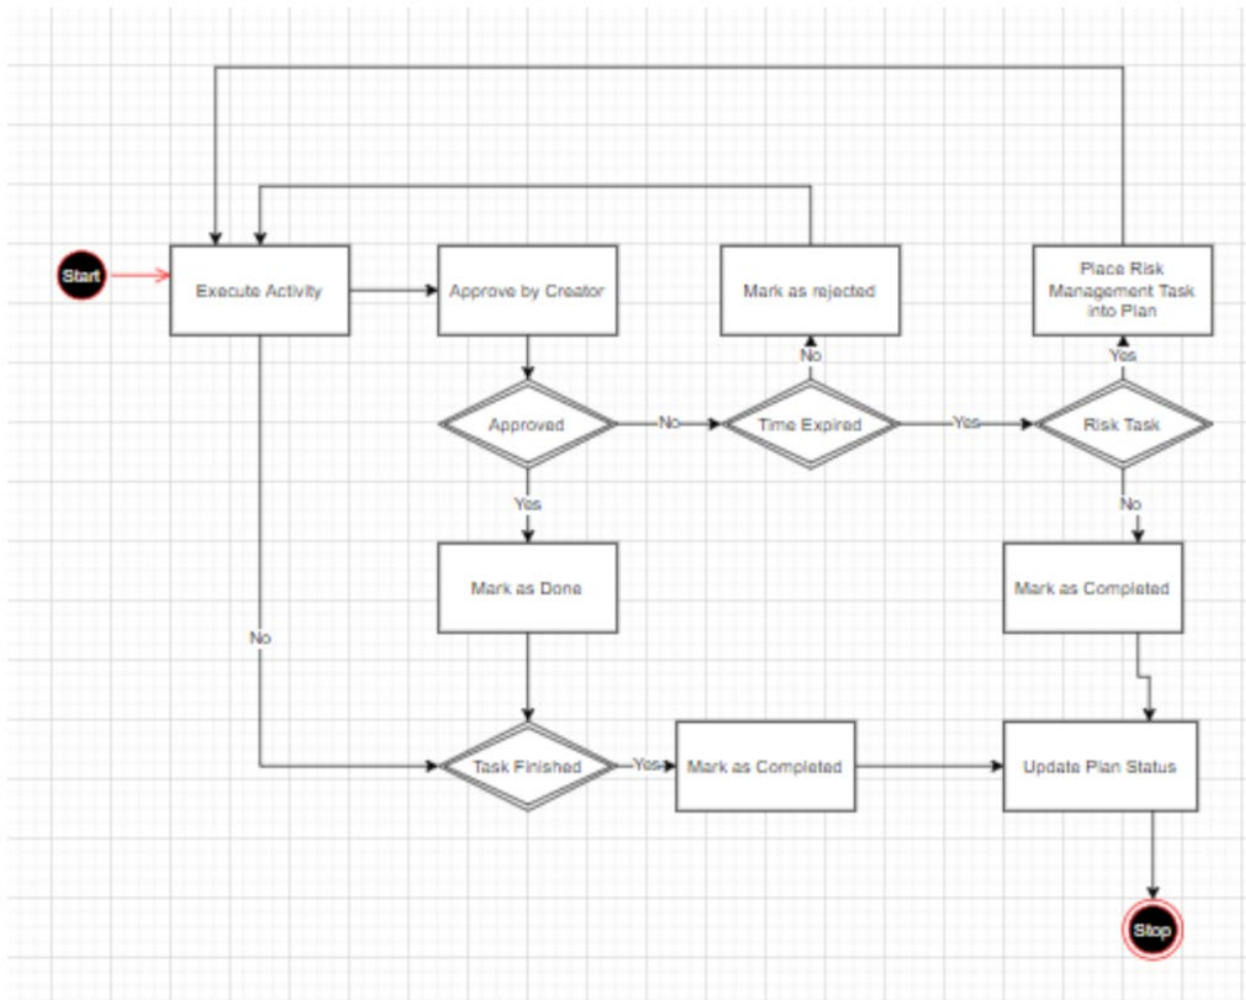 Start
Execute Activity
Approve by Creator
Mark as rejected
Place Risk
Management Task
into Plan
No
Yes
Approved
No
Time Expired
Yes
Risk Task
Yes
No
Mark as Done
Mark as Completed
No
Task Finished
Yes
Mark as Completed
Update Plan Status
Stop